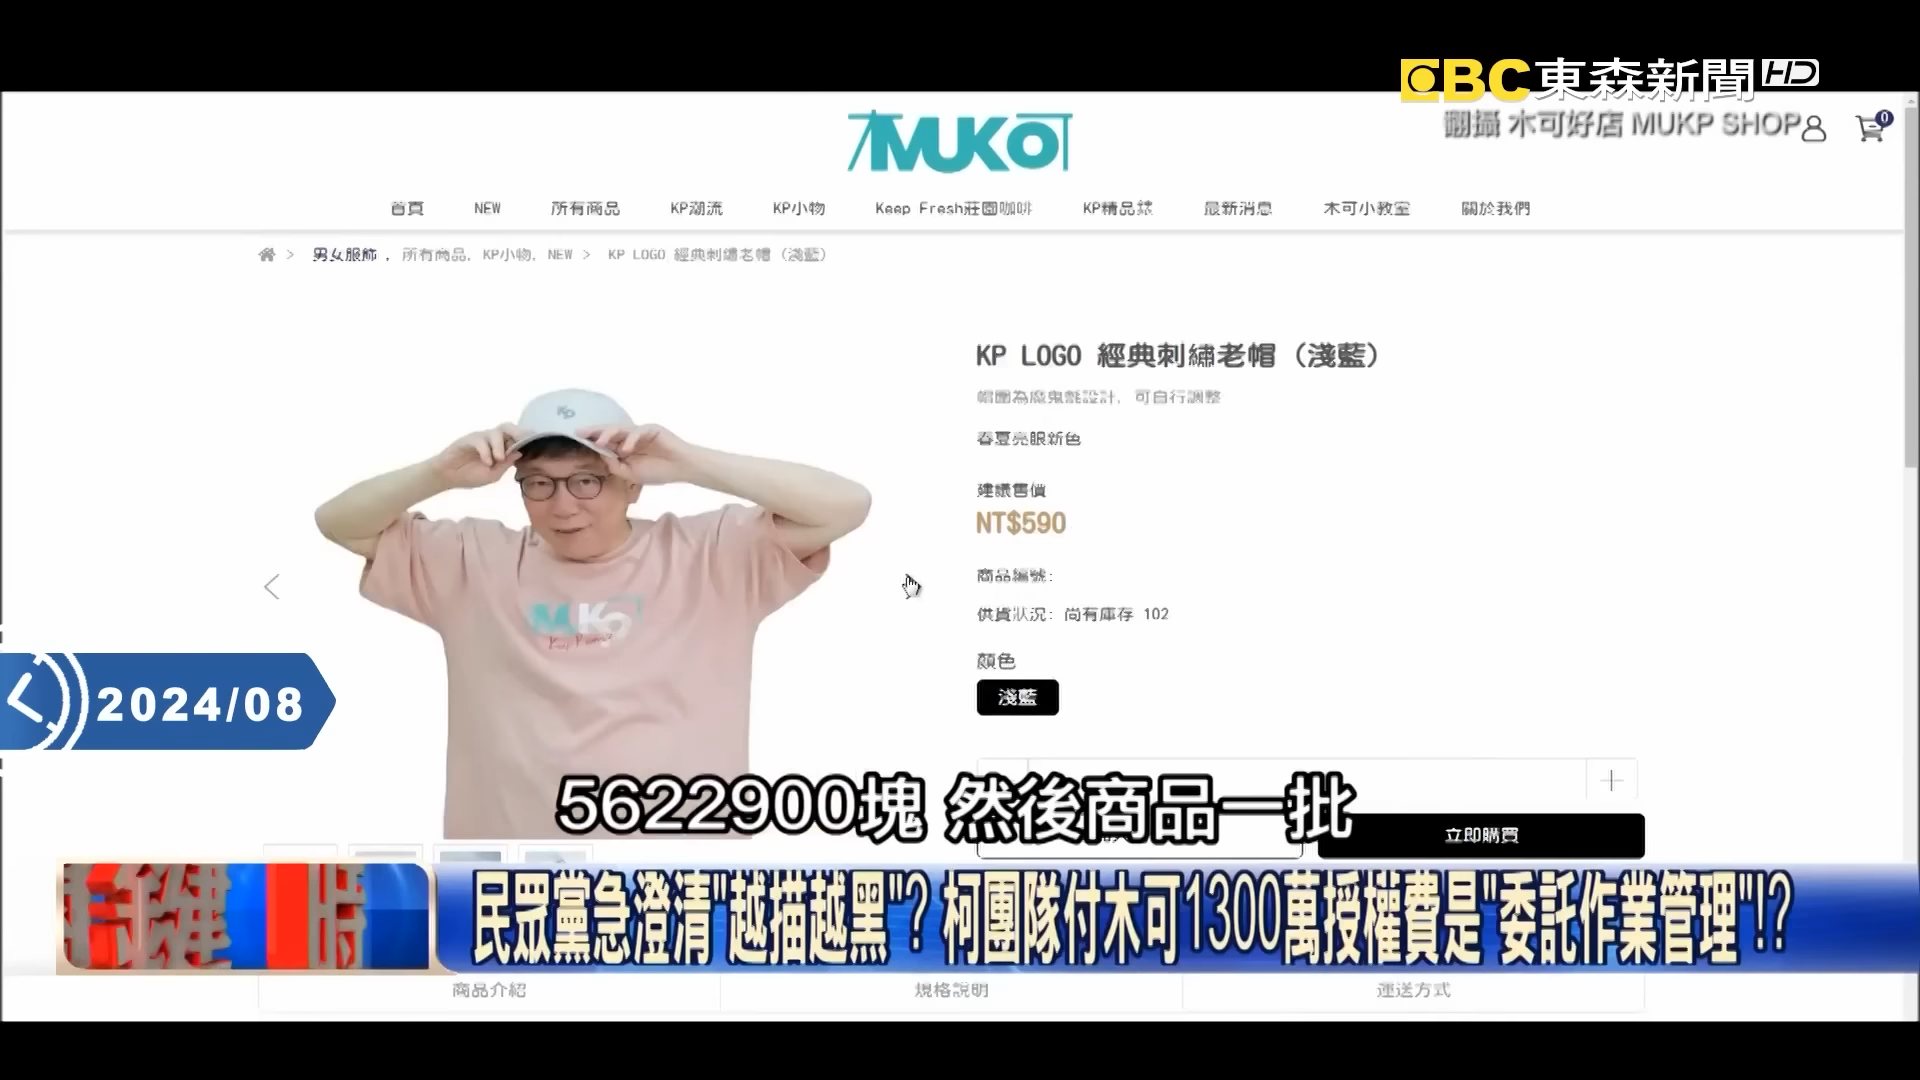 EBC東森新聞HD
翻攝 木可好店 MUKP SHOP
MUKO
0
首頁 NEW 所有商品 KP潮流 KP小物 Keep Fresh莊園咖啡 KP精品錶 最新消息 木可小教室 關於我們
> 男女服飾 , 所有商品, KP小物, NEW > KP LOGO 經典刺繡老帽 (淺藍)
KP LOGO 經典刺繡老帽 (淺藍)
帽圍為魔鬼氈設計, 可自行調整
春夏亮眼新色
建議售價
NT$590
KP
商品編號:
供貨狀況: 尚有庫存 102
MKO
顏色
淺藍
2024/08
5622900塊 然後商品一批
立即購買
民眾黨急澄清"越描越黑"? 柯團隊付木可1300萬授權費是"委託作業管理"!?
商品介紹 規格說明 運送方式